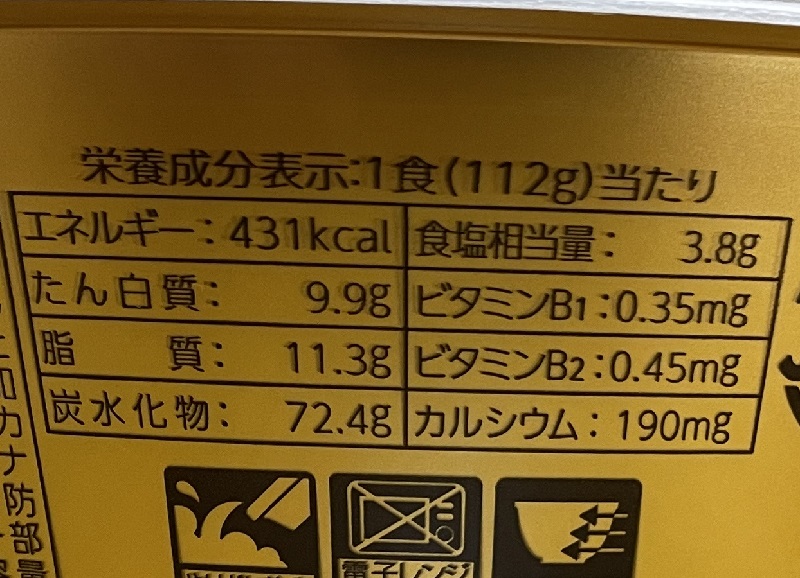 栄養成分表示:1食(112g)当たり
エネルギー: 431kcal 食塩相当量: 3.8g
たん白質: 9.9g ビタミンB1:0.35mg
脂質: 11.3g ビタミンB2:0.45mg
炭水化物: 72.4g カルシウム: 190mg
電子レンジ
加
カ
ナ
防
部